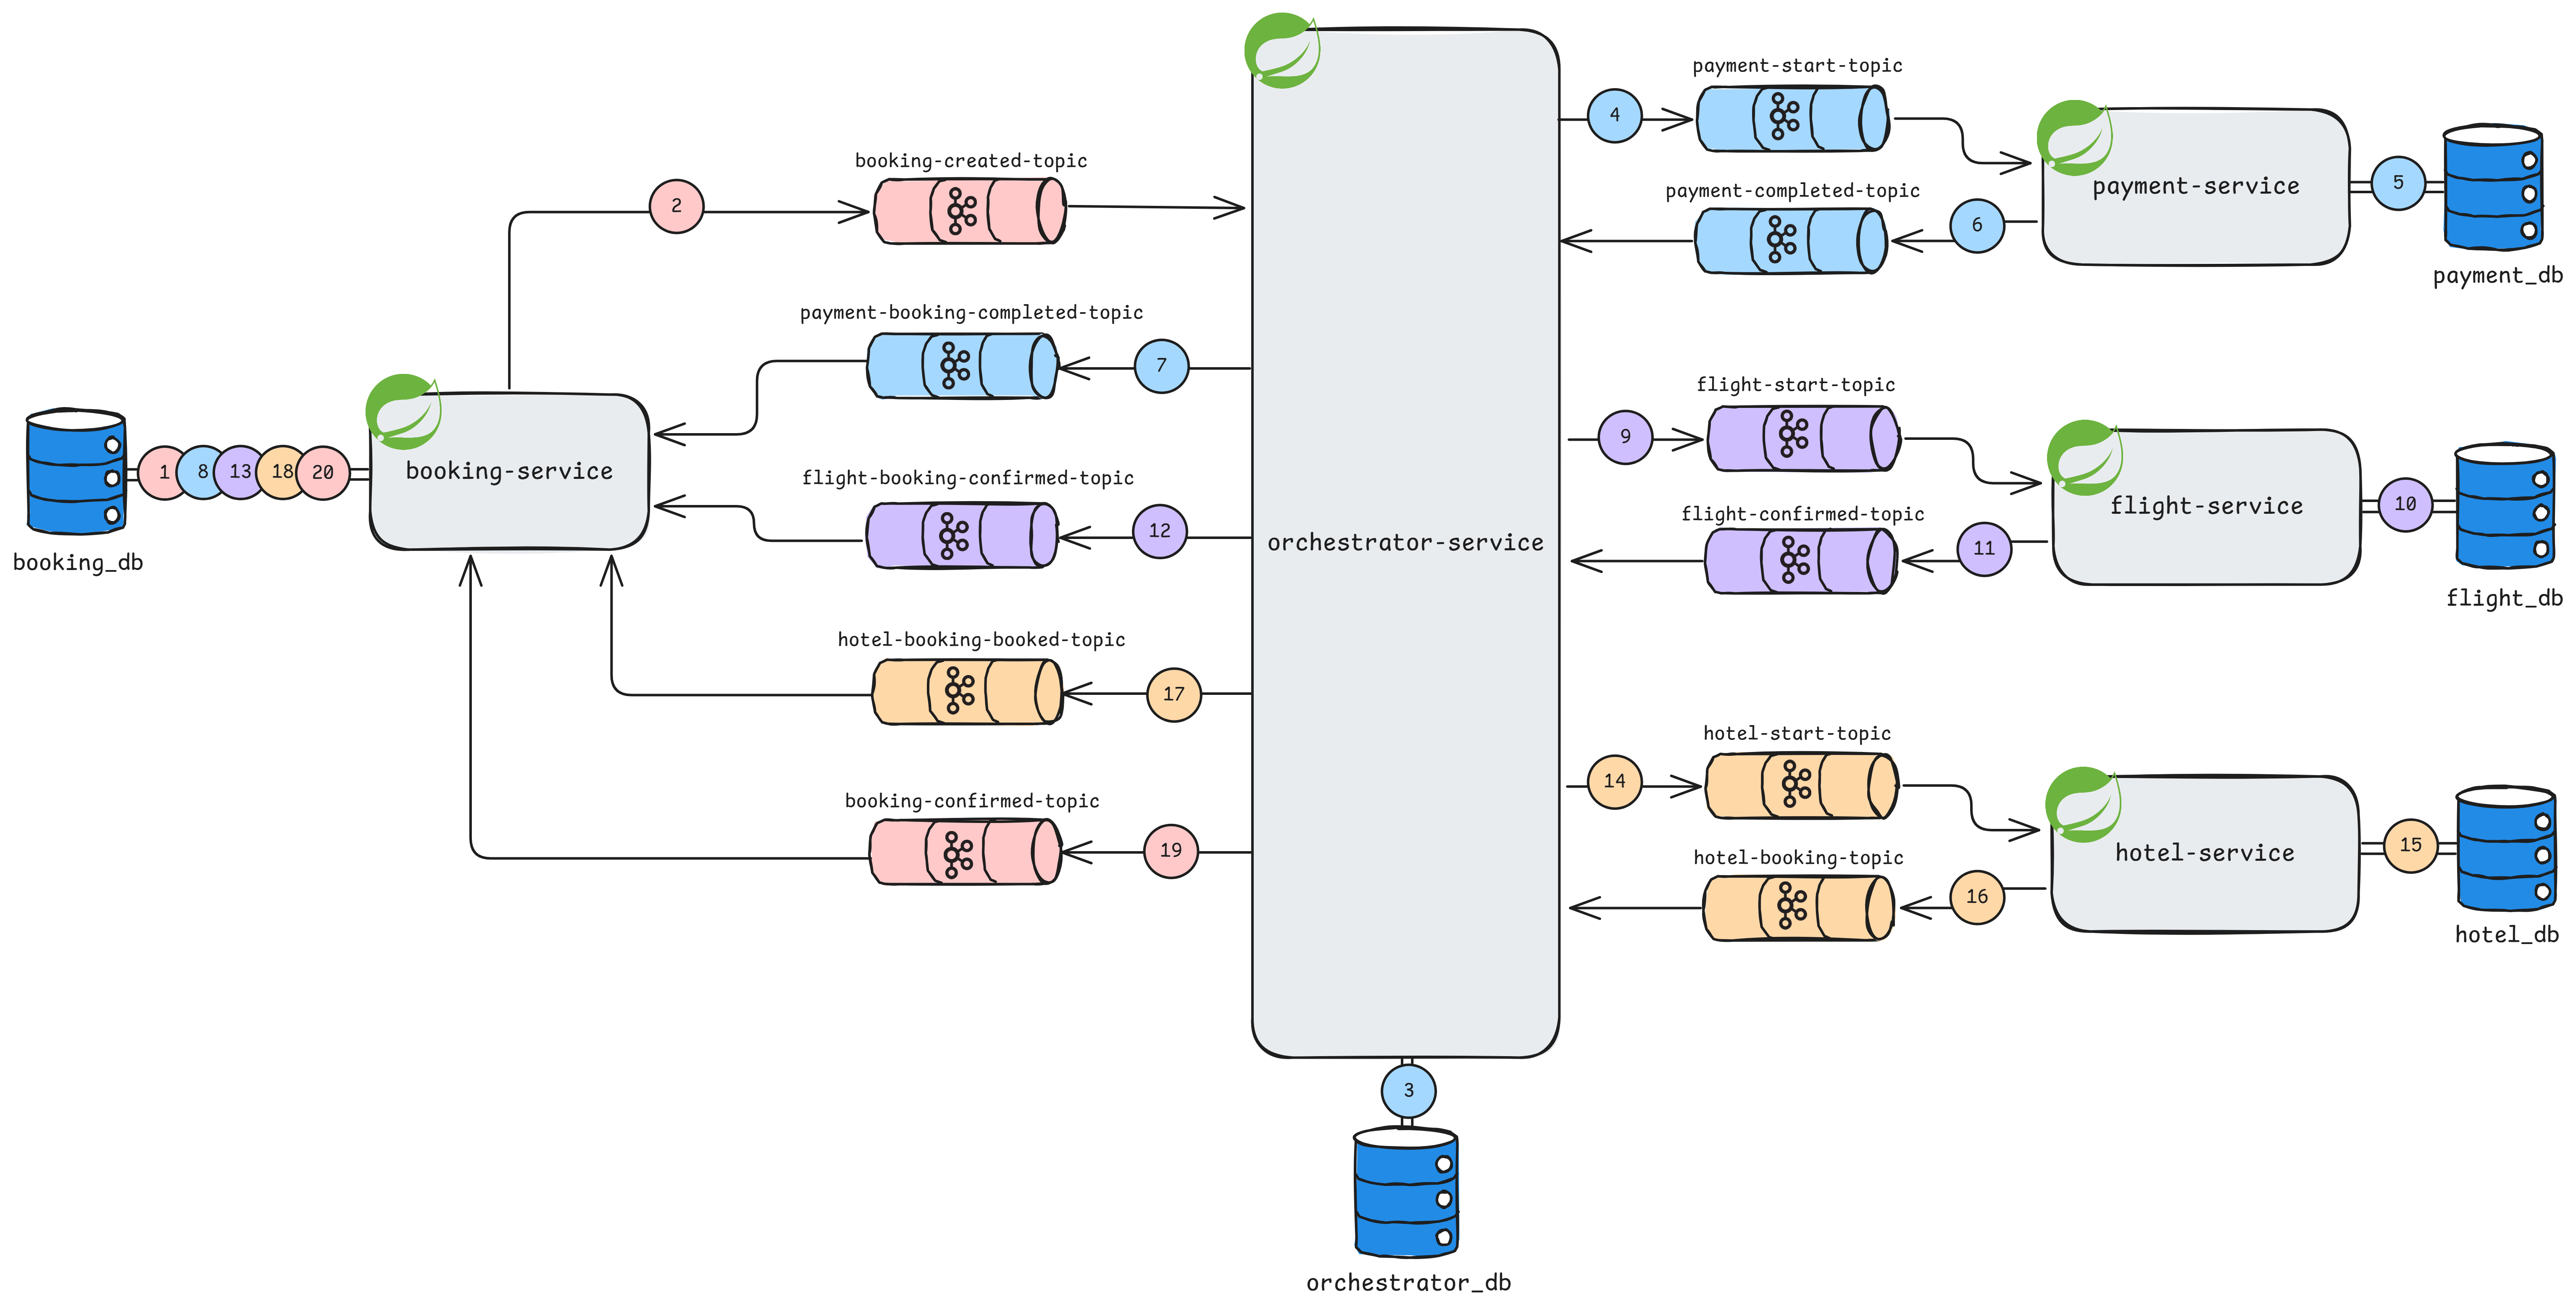 payment-start-topic
4
payment-completed-topic
6
payment-service
5
payment_db
booking-created-topic
2
payment-booking-completed-topic
7
flight-booking-confirmed-topic
12
hotel-booking-booked-topic
17
booking-confirmed-topic
19
booking_db
1
8
13
18
20
booking-service
orchestrator-service
flight-start-topic
9
flight-confirmed-topic
11
flight-service
10
flight_db
hotel-start-topic
14
hotel-booking-topic
16
hotel-service
15
hotel_db
3
orchestrator_db